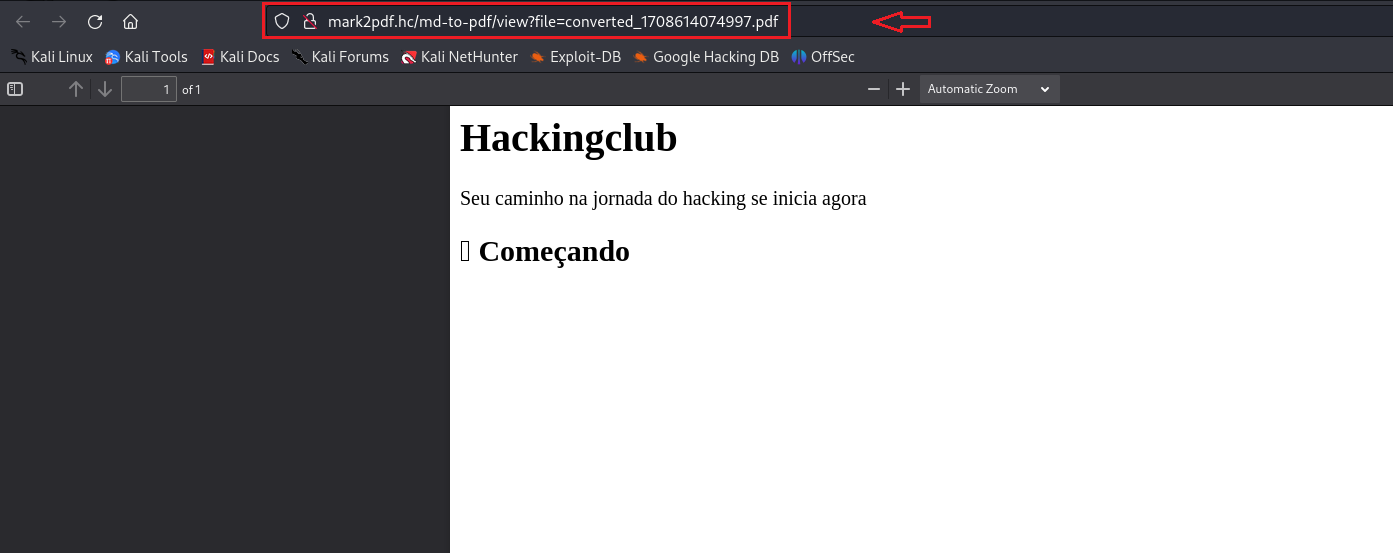 mark2pdf.hc/md-to-pdf/view?file=converted_1708614074997.pdf
Kali Linux Kali Tools Kali Docs Kali Forums Kali NetHunter Exploit-DB Google Hacking DB OffSec
1 of 1 Automatic Zoom
Hackingclub
Seu caminho na jornada do hacking se inicia agora
Começando